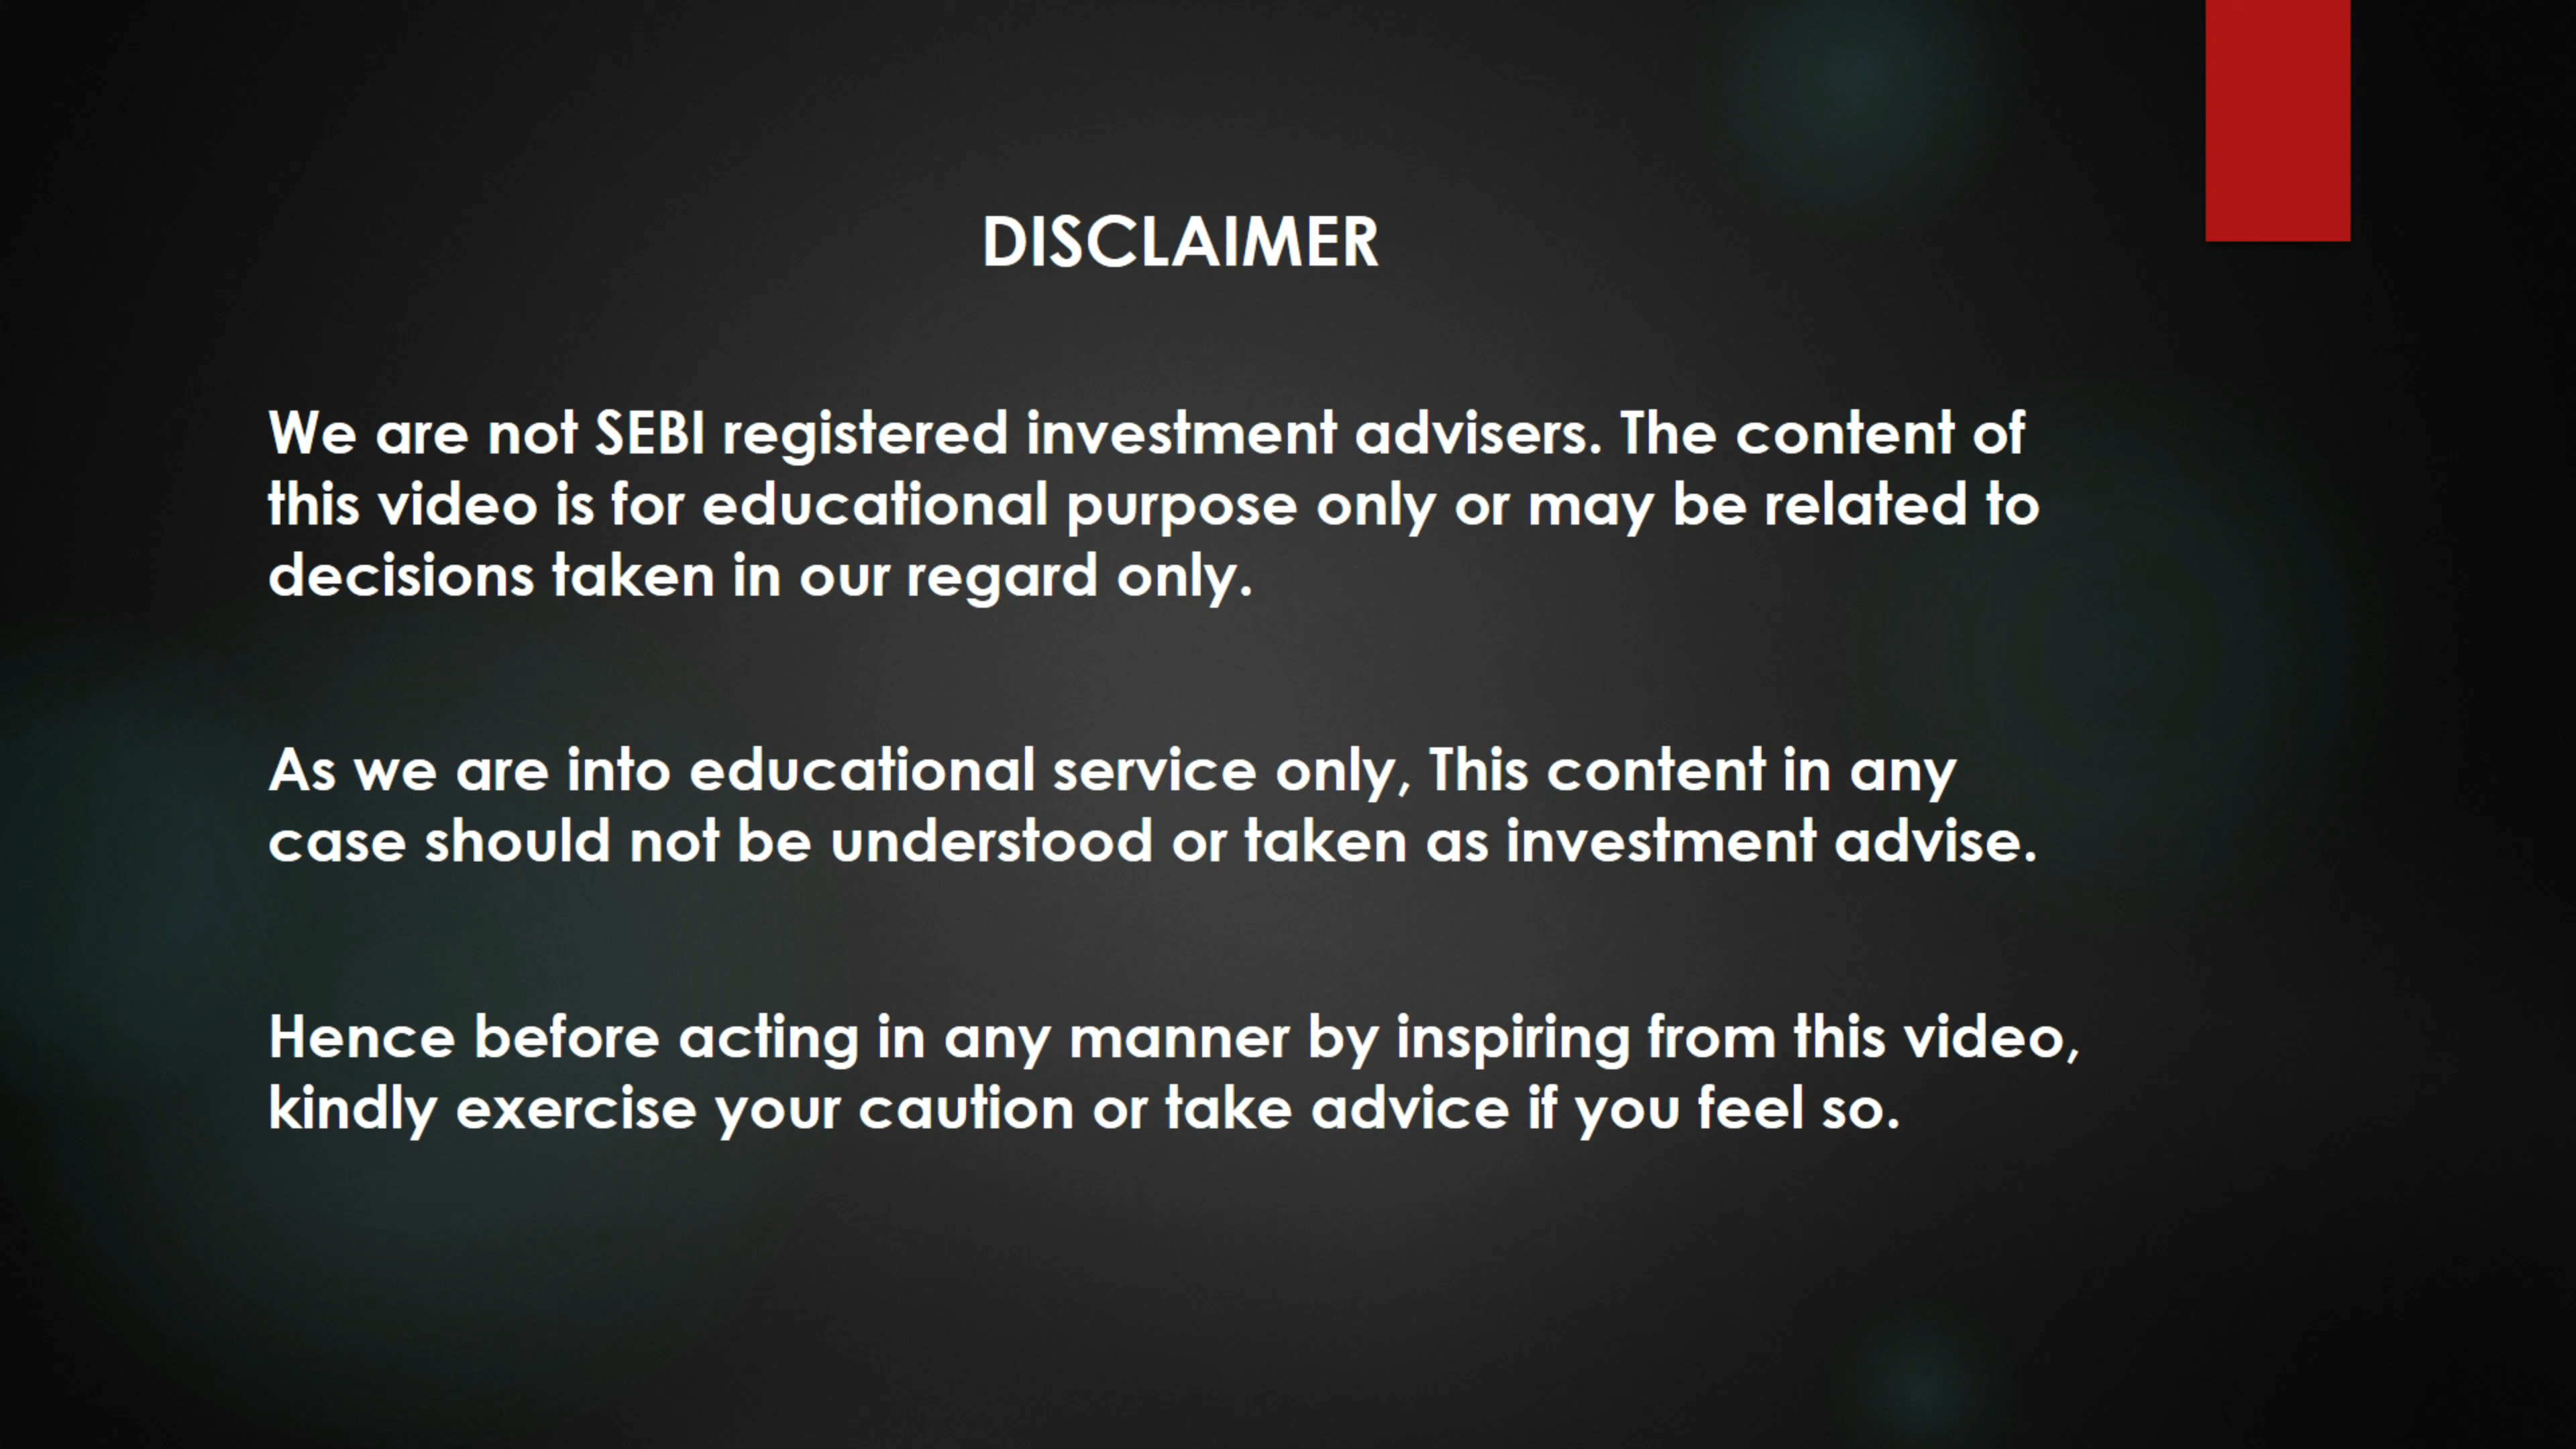 DISCLAIMER
We are not SEBI registered investment advisers. The content of
this video is for educational purpose only or may be related to
decisions taken in our regard only.
As we are into educational service only, This content in any
case should not be understood or taken as investment advise.
Hence before acting in any manner by inspiring from this video,
kindly exercise your caution or take advice if you feel so.